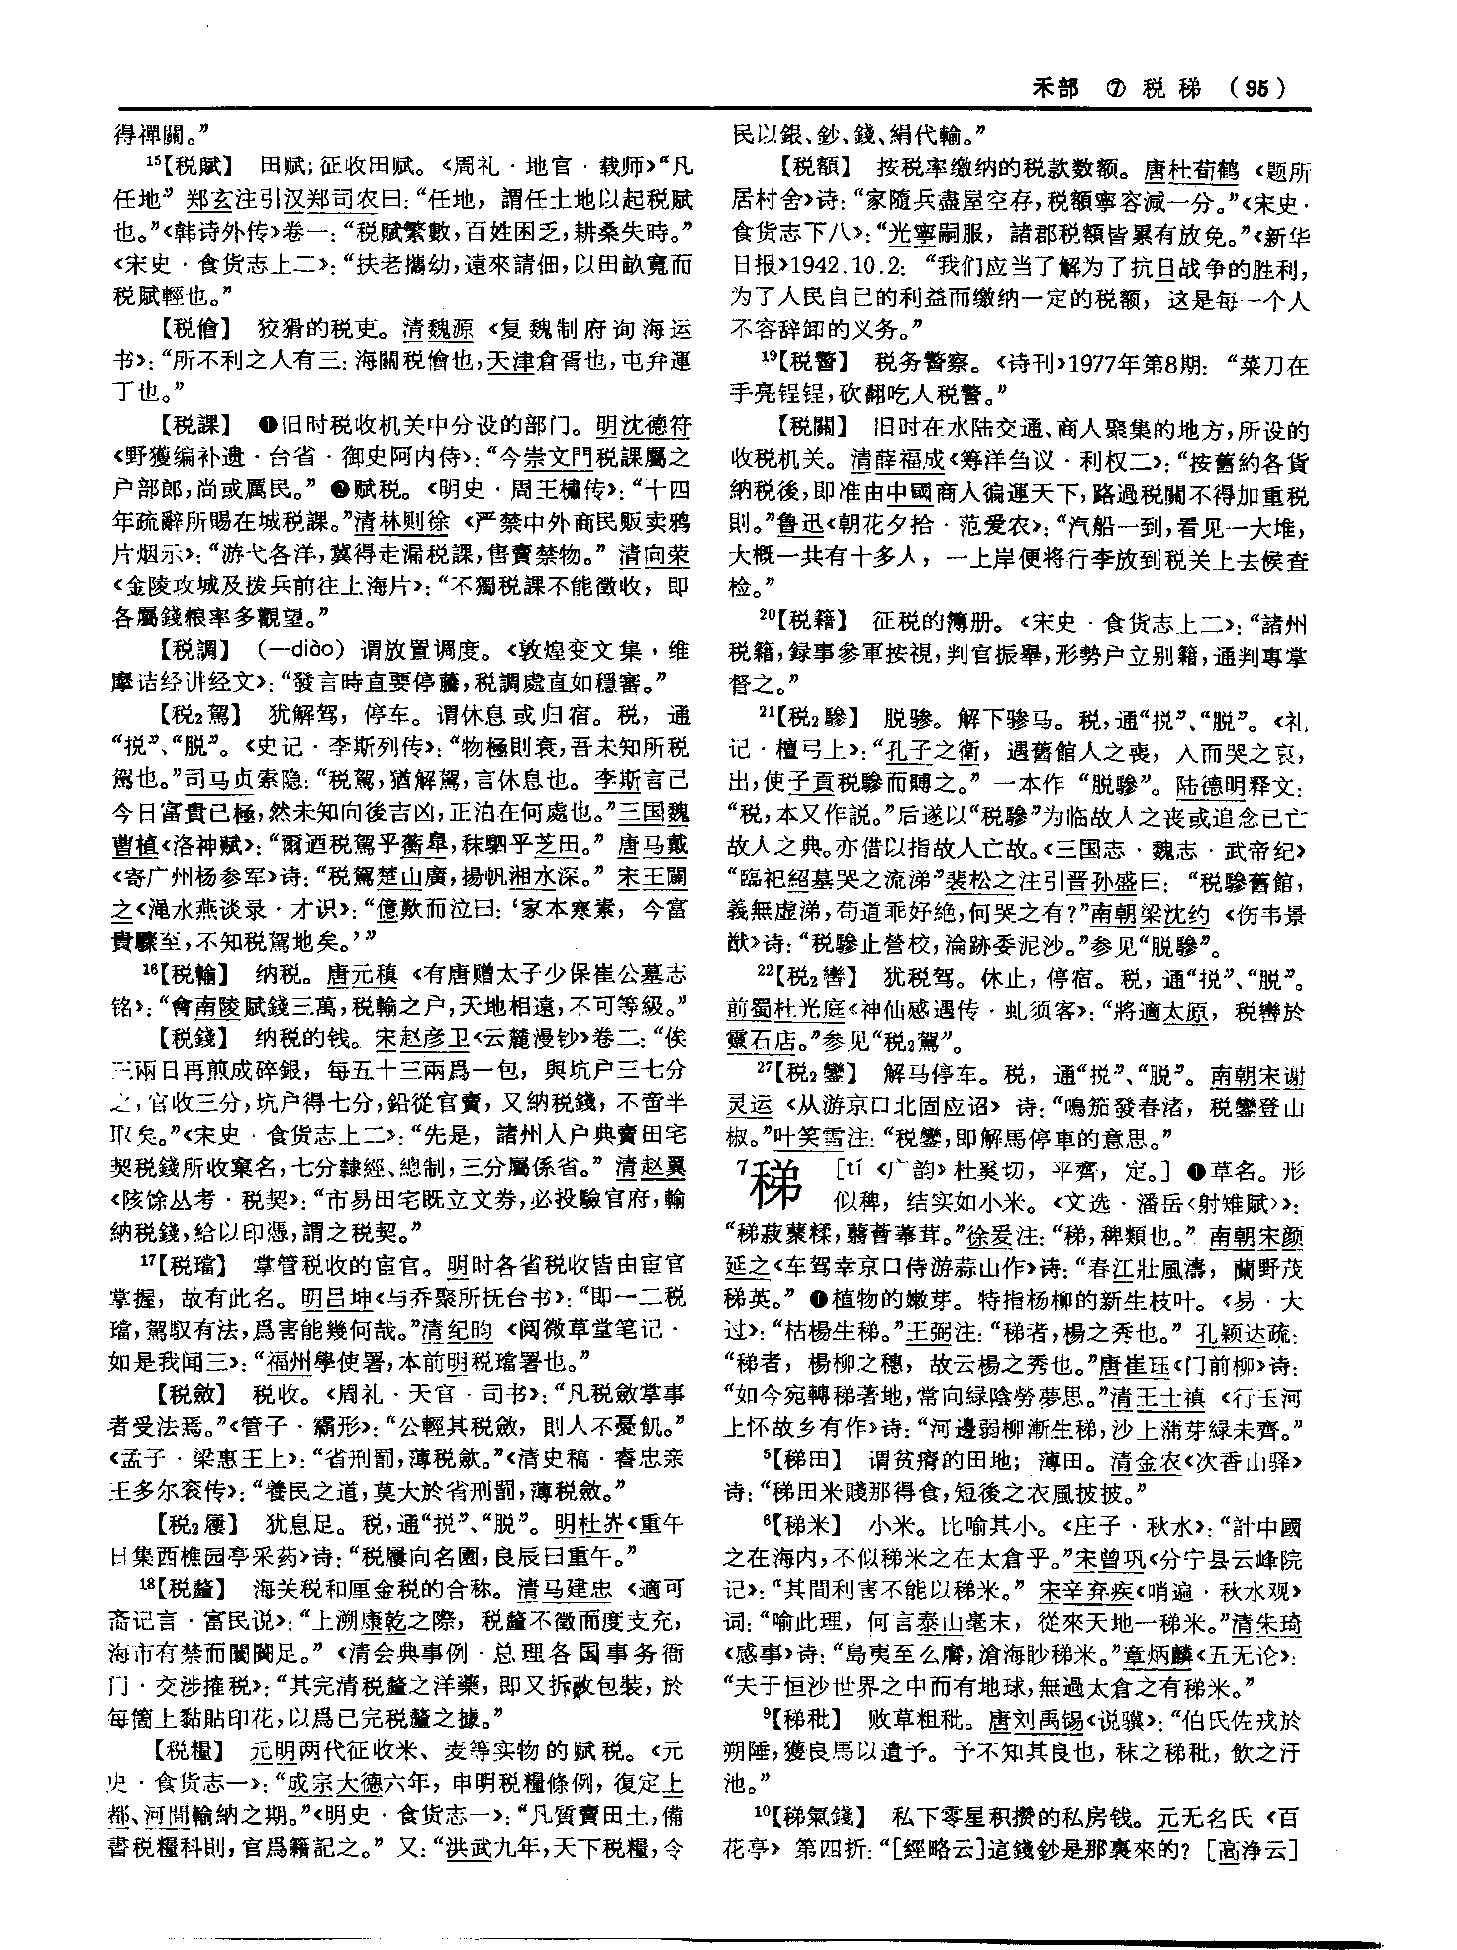 禾部 ⑦ 税 稊 （95）
得禪關。”
15【税賦】 田赋；征收田赋。《周礼·地官·载师》“凡
任地” 郑玄注引汉郑司农曰：“任地，謂任土地以起税賦
也。”《韩诗外传》卷一：“税賦繁數，百姓困乏，耕桑失時。”
《宋史·食货志上二》：“扶老攜幼，遠來請佃，以田畝寬而
税賦輕也。”
【税儈】 狡猾的税吏。清魏源《复魏制府询海运
书》：“所不利之人有三：海關税儈也，天津倉胥也，屯弁運
丁也。”
【税課】 ❶旧时税收机关中分设的部门。明沈德符
《野獲编补遗·台省·御史阿内侍》：“今崇文門税課屬之
户部郎，尚或厲民。” ❷赋税。《明史·周王橚传》：“十四
年疏辭所賜在城税課。”清林则徐《严禁中外商民贩卖鸦
片烟示》：“游弋各洋，冀得走漏税課，售賣禁物。” 清向荣
《金陵攻城及拨兵前往上海片》：“不獨税課不能徵收，即
各屬錢粮率多觀望。”
【税調】 （—diào）谓放置调度。《敦煌变文集·维
摩诘经讲经文》：“發言時直要停騰，税調處直如穩審。”
【税2駕】 犹解驾，停车。谓休息或归宿。税，通
“挩”、“脱”。《史记·李斯列传》：“物極則衰，吾未知所税
駕也。”司马贞索隐：“税駕，猶解駕，言休息也。李斯言己
今日富貴已極，然未知向後吉凶，正泊在何處也。”三国魏
曹植《洛神赋》：“爾迺税駕乎蘅皋，秣駟乎芝田。” 唐马戴
《寄广州杨参军》诗：“税駕楚山廣，揚帆湘水深。” 宋王闢
之《渑水燕谈录·才识》：“億歎而泣曰：‘家本寒素，今富
貴驟至，不知税駕地矣。’”
16【税輸】 纳税。唐元稹《有唐赠太子少保崔公墓志
铭》：“會南陵賦錢三萬，税輸之户，天地相遠，不可等級。”
【税錢】 纳税的钱。宋赵彦卫《云麓漫钞》卷二：“俟
三兩日再煎成碎銀，每五十三兩爲一包，與坑户三七分
之，官收三分，坑户得七分，鉛從官賣，又納税錢，不啻半
取矣。”《宋史·食货志上二》：“先是，諸州人户典賣田宅
契税錢所收窠名，七分隸經、總制，三分屬係省。” 清赵翼
《陔馀丛考·税契》：“市易田宅既立文券，必投驗官府，輸
納税錢，給以印憑，謂之税契。”
17【税璫】 掌管税收的宦官。明时各省税收皆由宦官
掌握，故有此名。明吕坤《与乔聚所抚台书》：“即一二税
璫，駕馭有法，爲害能幾何哉。”清纪昀《阅微草堂笔记·
如是我闻三》：“福州學使署，本前明税璫署也。”
【税斂】 税收。《周礼·天官·司书》：“凡税斂掌事
者受法焉。”《管子·霸形》：“公輕其税斂，則人不憂飢。”
《孟子·梁惠王上》：“省刑罰，薄税斂。”《清史稿·睿忠亲
王多尔衮传》：“養民之道，莫大於省刑罰，薄税斂。”
【税2屨】 犹息足。税，通“挩”、“脱”。明杜岕《重午
日集西樵园亭采药》诗：“税屨向名園，良辰日重午。”
18【税釐】 海关税和厘金税的合称。清马建忠《適可
斋记言·富民说》：“上溯康乾之際，税釐不徵而度支充，
海市有禁而闤闠足。”《清会典事例·总理各国事务衙
门·交涉搉税》：“其完清税釐之洋藥，即又拆改包裝，於
每箇上黏貼印花，以爲已完税釐之據。”
【税糧】 元明两代征收米、麦等实物的赋税。《元
史·食货志一》：“成宗大德六年，申明税糧條例，復定上
都、河間輸納之期。”《明史·食货志一》：“凡質賣田土，備
書税糧科則，官爲籍記之。” 又：“洪武九年，天下税糧，令
民以銀、鈔、錢、絹代輸。”
【税額】 按税率缴纳的税款数额。唐杜荀鹤《题所
居村舍》诗：“家隨兵盡屋空存，税額寧容減一分。”《宋史·
食货志下八》：“光寧嗣服，諸郡税額皆累有放免。”《新华
日报》1942.10.2：“我们应当了解为了抗日战争的胜利，
为了人民自己的利益而缴纳一定的税额，这是每一个人
不容辞卸的义务。”
19【税警】 税务警察。《诗刊》1977年第8期：“菜刀在
手亮锃锃，砍翻吃人税警。”
【税關】 旧时在水陆交通、商人聚集的地方，所设的
收税机关。清薛福成《筹洋刍议·利权二》：“按舊約各貨
納税後，即准由中國商人徧運天下，路過税關不得加重税
則。”鲁迅《朝花夕拾·范爱农》：“汽船一到，看见一大堆，
大概一共有十多人，一上岸便将行李放到税关上去候查
检。”
20【税籍】 征税的簿册。《宋史·食货志上二》：“諸州
税籍，録事參軍按視，判官振舉，形勢户立别籍，通判專掌
督之。”
21【税2驂】 脱骖。解下骖马。税，通“挩”、“脱”。《礼
记·檀弓上》：“孔子之衛，遇舊館人之喪，入而哭之哀，
出，使子貢税驂而賻之。” 一本作“脱驂”。陆德明释文：
“税，本又作説。”后遂以“税驂”为临故人之丧或追念已亡
故人之典。亦借以指故人亡故。《三国志·魏志·武帝纪》
“臨祀紹墓哭之流涕”裴松之注引晋孙盛曰：“税驂舊館，
義無虚涕，苟道乖好絶，何哭之有？”南朝梁沈约《伤韦景
猷》诗：“税驂止營校，淪跡委泥沙。”参见“脱驂”。
22【税2轡】 犹税驾。休止，停宿。税，通“挩”、“脱”。
前蜀杜光庭《神仙感遇传·虬须客》：“將適太原，税轡於
靈石店。”参见“税2駕”。
27【税2鑾】 解马停车。税，通“挩”、“脱”。南朝宋谢
灵运《从游京口北固应诏》诗：“鳴笳發春渚，税鑾登山
椒。”叶笑雪注：“税鑾，即解馬停車的意思。”
7稊 [tí 《广韵》杜奚切，平齊，定。] ❶草名。形
似稗，结实如小米。《文选·潘岳〈射雉赋〉》：
“稊菽藂糅，蘙薈菶茸。”徐爰注：“稊，稗類也。” 南朝宋颜
延之《车驾幸京口侍游蒜山作》诗：“春江壯風濤，蘭野茂
稊英。” ❶植物的嫩芽。特指杨柳的新生枝叶。《易·大
过》：“枯楊生稊。”王弼注：“稊者，楊之秀也。” 孔颖达疏：
“稊者，楊柳之穗，故云楊之秀也。”唐崔珏《门前柳》诗：
“如今宛轉稊著地，常向緑陰勞夢思。”清王士禛《行玉河
上怀故乡有作》诗：“河邊弱柳漸生稊，沙上蒲芽緑未齊。”
5【稊田】 谓贫瘠的田地；薄田。清金农《次香山驿》
诗：“稊田米賤那得食，短後之衣風披披。”
6【稊米】 小米。比喻其小。《庄子·秋水》：“計中國
之在海内，不似稊米之在太倉乎。”宋曾巩《分宁县云峰院
记》：“其間利害不能以稊米。” 宋辛弃疾《哨遍·秋水观》
词：“喻此理，何言泰山毫末，從來天地一稊米。”清朱琦
《感事》诗：“島夷至么麽，滄海眇稊米。”章炳麟《五无论》：
“夫于恒沙世界之中而有地球，無過太倉之有稊米。”
9【稊秕】 败草粗秕。唐刘禹锡《说骥》：“伯氏佐戎於
朔陲，獲良馬以遺予。予不知其良也，秣之稊秕，飲之汙
池。”
10【稊氣錢】 私下零星积攒的私房钱。元无名氏《百
花亭》第四折：“[經略云]這錢鈔是那裏來的？[高净云]